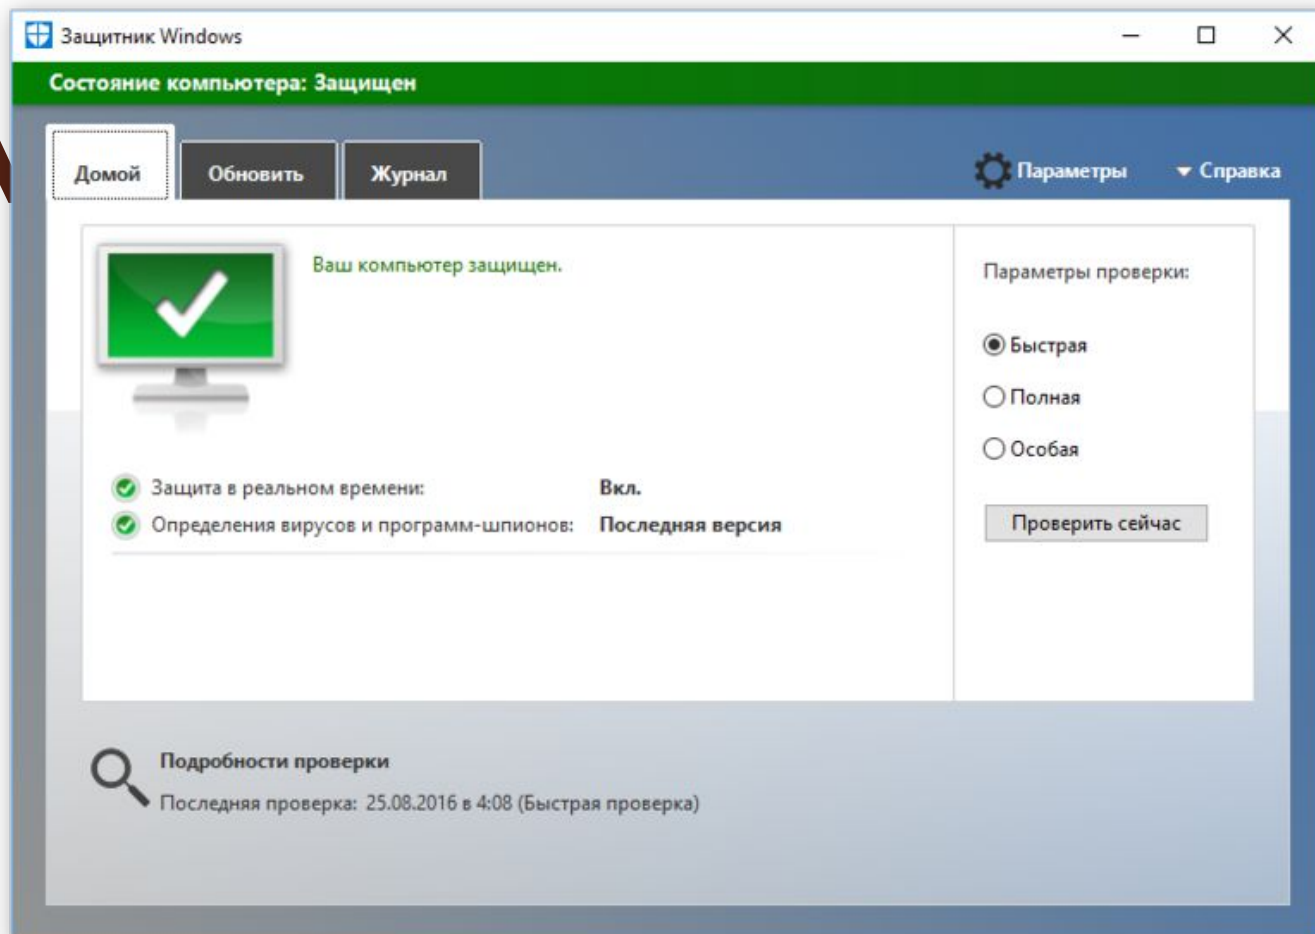 Защитник Windows
Состояние компьютера: Защищен
Домой
Обновить
Журнал
Параметры
Справка
Ваш компьютер защищен.
Параметры проверки:
Быстрая
Полная
Особая
Защита в реальном времени: Вкл.
Определения вирусов и программ-шпионов: Последняя версия
Проверить сейчас
Подробности проверки
Последняя проверка: 25.08.2016 в 4:08 (Быстрая проверка)